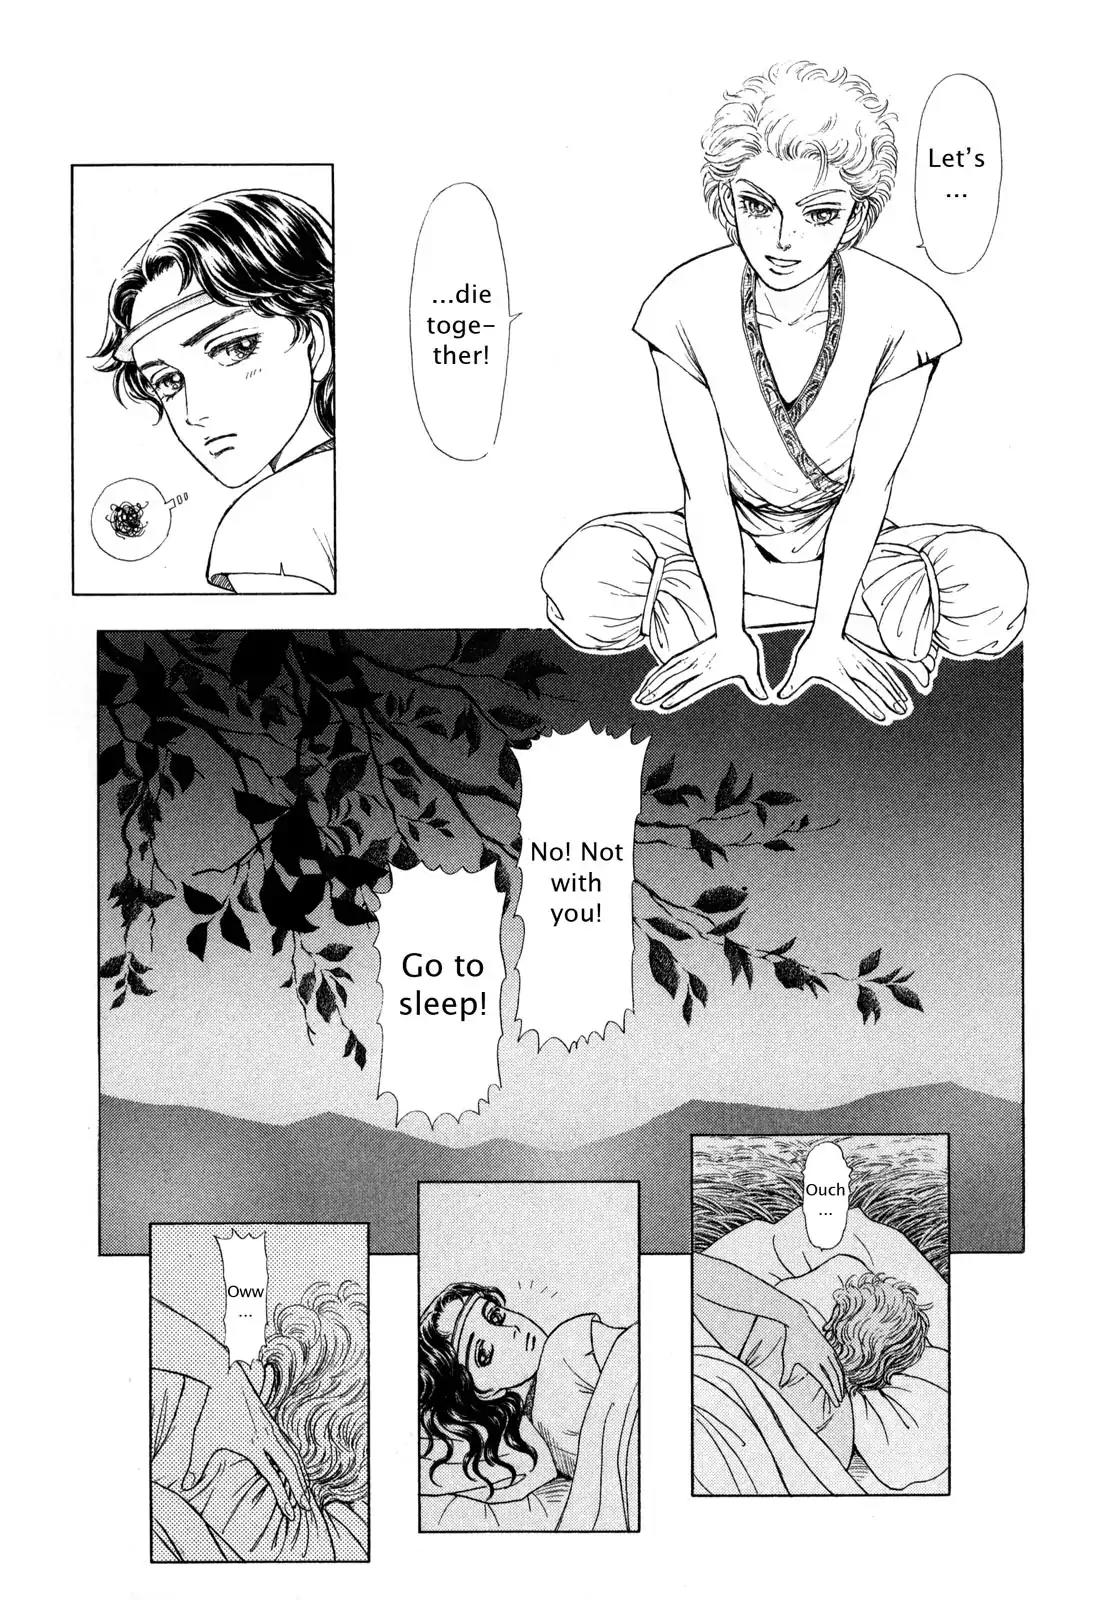 Let's
...
...die
toge-
ther!
No! Not
with
you!
Go to
sleep!
Ouch
...
Oww
...